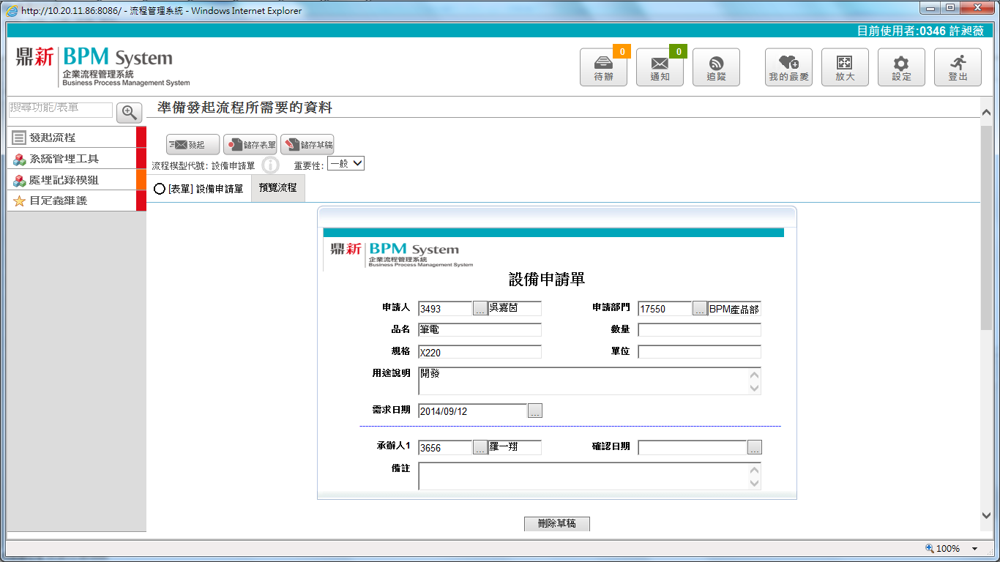 http://10.20.11.86:8086/ - 流程管理系統 - Windows Internet Explorer
目前使用者:0346 許昶薇
鼎新 BPM System
企業流程管理系統
Business Process Management System
0 0
待辦 通知 追蹤 我的最愛 放大 設定 登出
搜尋功能/表單
準備發起流程所需要的資料
發起流程
系統管理工具
處理記錄模組
自定義維護
發起 儲存表單 儲存草稿
流程模型代號: 設備申請單 重要性: 一般
[表單] 設備申請單 預覽流程
鼎新 BPM System
企業流程管理系統
Business Process Management System
設備申請單
申請人 3493 ... 吳嘉茵 申請部門 17550 ... BPM產品部
品名 筆電 數量
規格 X220 單位
用途說明 開發
需求日期 2014/09/12 ...
承辦人1 3656 ... 羅一翔 確認日期 ...
備註
刪除草稿
100%